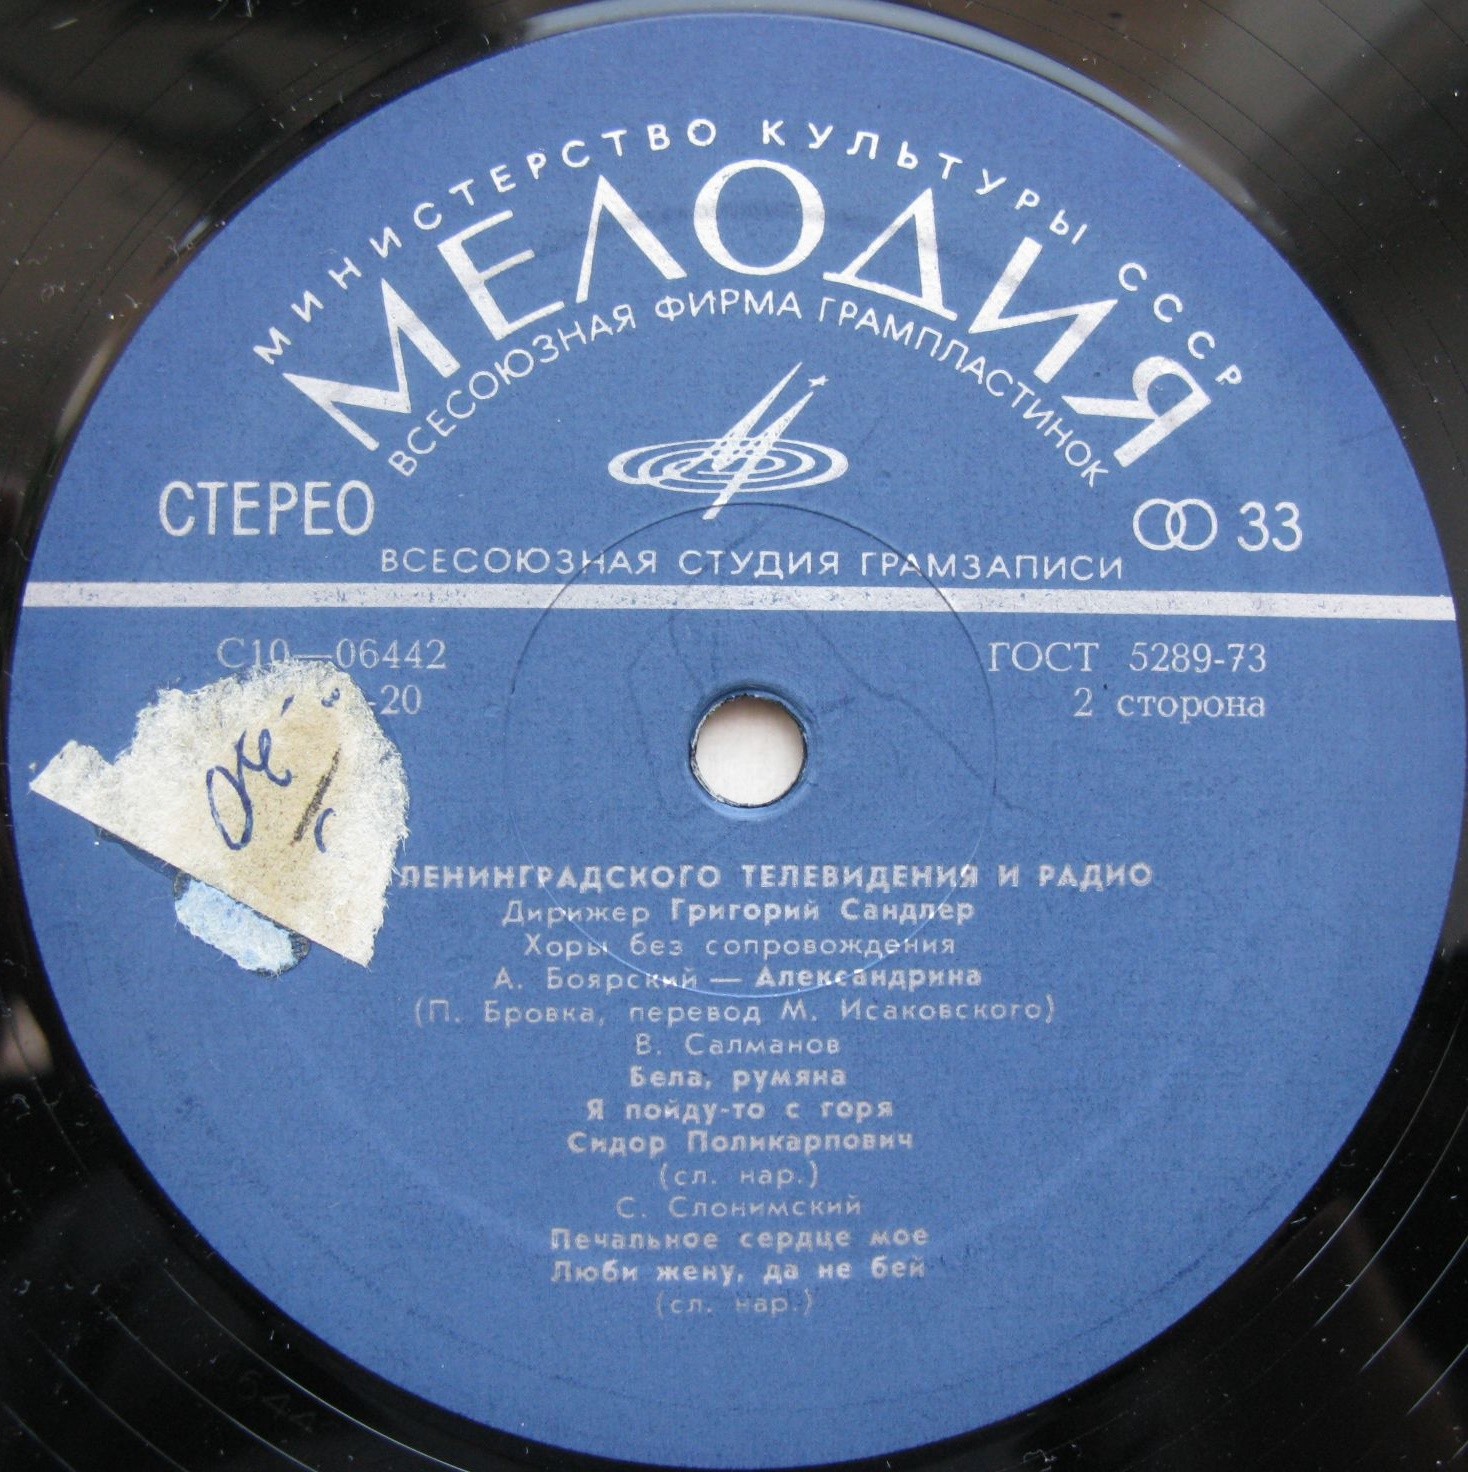 МИНИСТЕРСТВО КУЛЬТУРЫ СССР
МЕЛОДИЯ
ВСЕСОЮЗНАЯ ФИРМА ГРАМПЛАСТИНОК
СТЕРЕО
33
ВСЕСОЮЗНАЯ СТУДИЯ ГРАМЗАПИСИ
С10—06442
ГОСТ 5289-73
-20
2 сторона
ЛЕНИНГРАДСКОГО ТЕЛЕВИДЕНИЯ И РАДИО
Дирижер Григорий Сандлер
Хоры без сопровождения
А. Боярский — Александрина
(П. Бровка, перевод М. Исаковского)
В. Салманов
Бела, румяна
Я пойду-то с горя
Сидор Поликарпович
(сл. нар.)
С. Слонимский
Печальное сердце мое
Люби жену, да не бей
(сл. нар.)